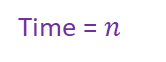 Time = n